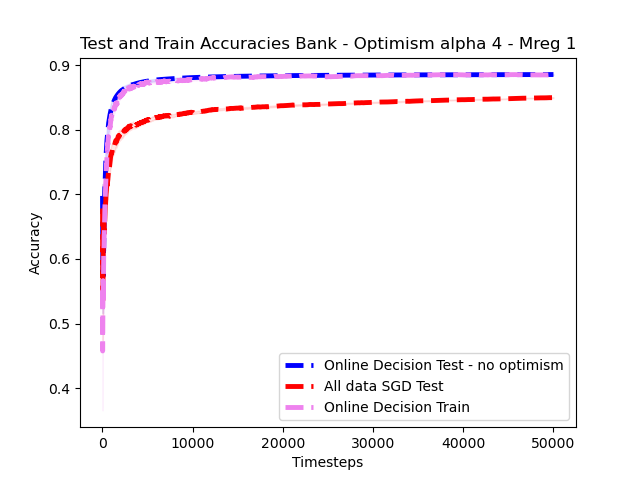 Test and Train Accuracies Bank - Optimism alpha 4 - Mreg 1
0.9
0.8
0.7
0.6
0.5
0.4
Accuracy
Online Decision Test - no optimism
All data SGD Test
Online Decision Train
0 10000 20000 30000 40000 50000
Timesteps